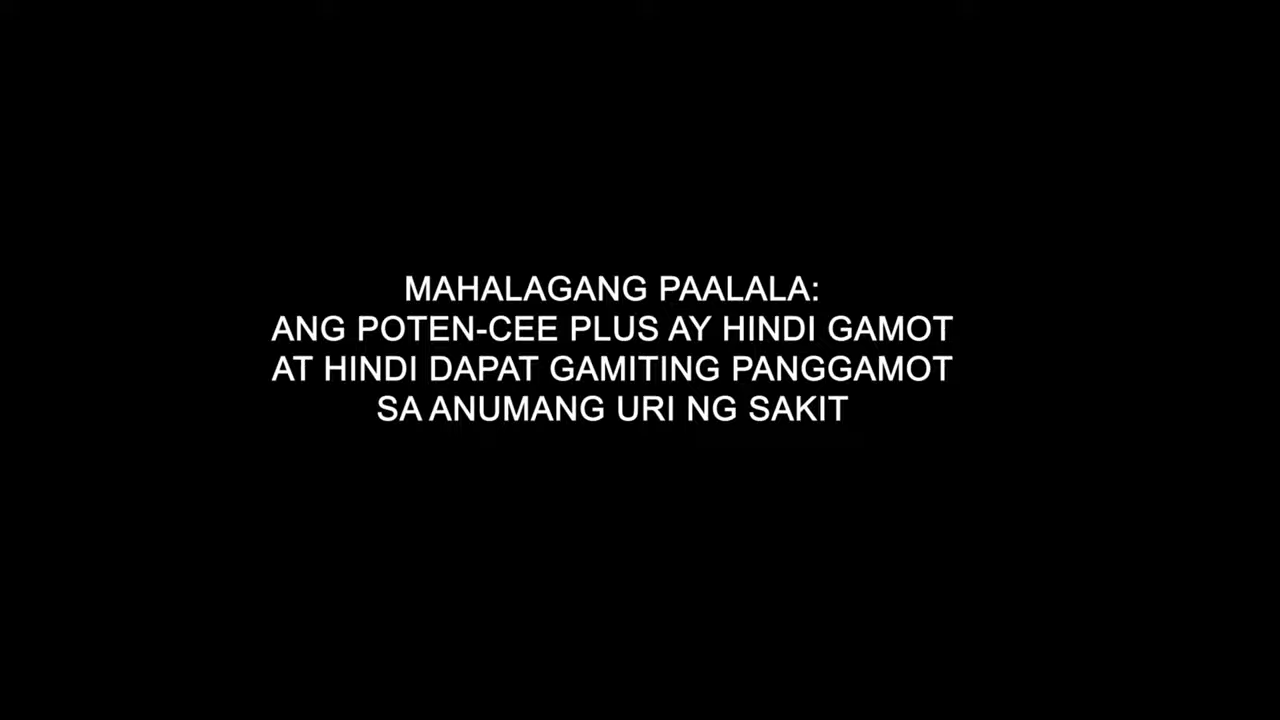 MAHALAGANG PAALALA:
ANG POTEN-CEE PLUS AY HINDI GAMOT
AT HINDI DAPAT GAMITING PANGGAMOT
SA ANUMANG URI NG SAKIT